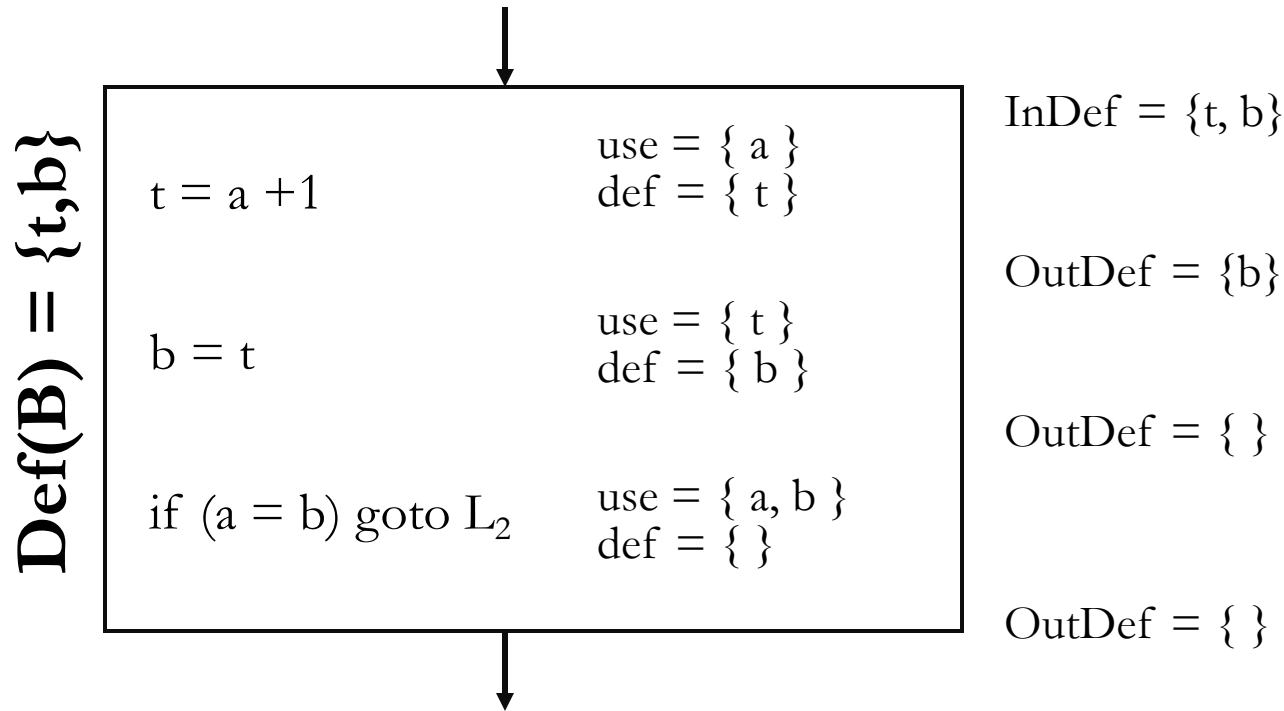 Def(B) = {t,b}
t = a +1
use = { a }
def = { t }
b = t
use = { t }
def = { b }
if (a = b) goto L₂
use = { a, b }
def = { }
InDef = {t, b}
OutDef = {b}
OutDef = { }
OutDef = { }